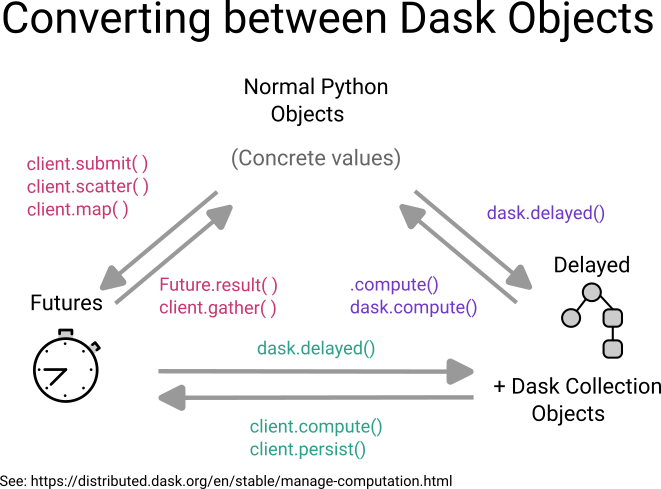 Converting between Dask Objects
Normal Python
Objects
(Concrete values)
client.submit( )
client.scatter( )
client.map( )
dask.delayed()
Future.result( )
client.gather( )
.compute()
dask.compute()
Futures
Delayed
dask.delayed()
+ Dask Collection
Objects
client.compute()
client.persist()
See: https://distributed.dask.org/en/stable/manage-computation.html